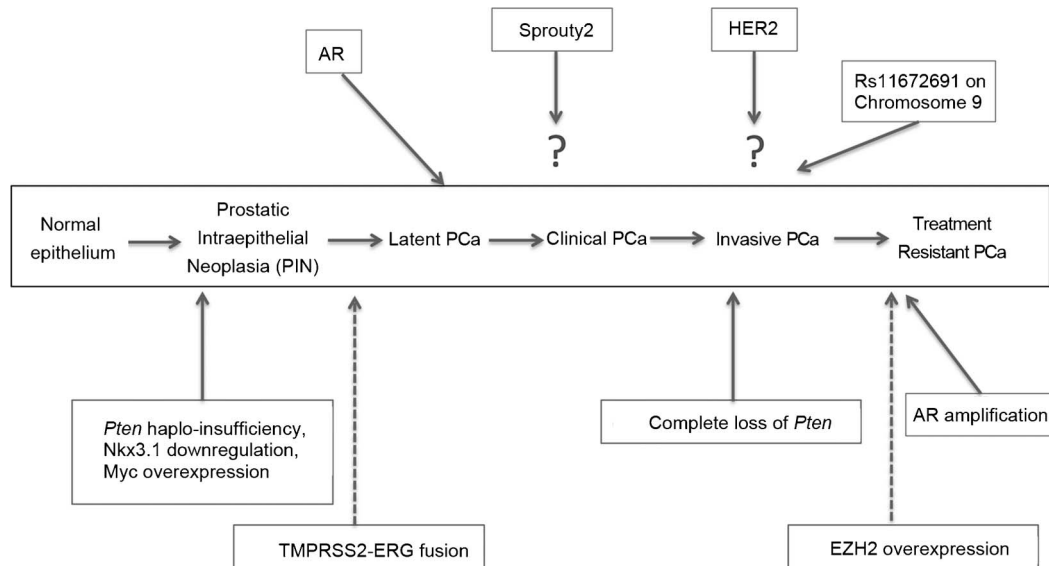 Sprouty2
HER2
AR
Rs11672691 on
Chromosome 9
?
?
Normal
epithelium
Prostatic
Intraepithelial
Neoplasia (PIN)
Latent PCa
Clinical PCa
Invasive PCa
Treatment
Resistant PCa
Pten haplo-insufficiency,
Nkx3.1 downregulation,
Myc overexpression
Complete loss of Pten
AR amplification
TMPRSS2-ERG fusion
EZH2 overexpression